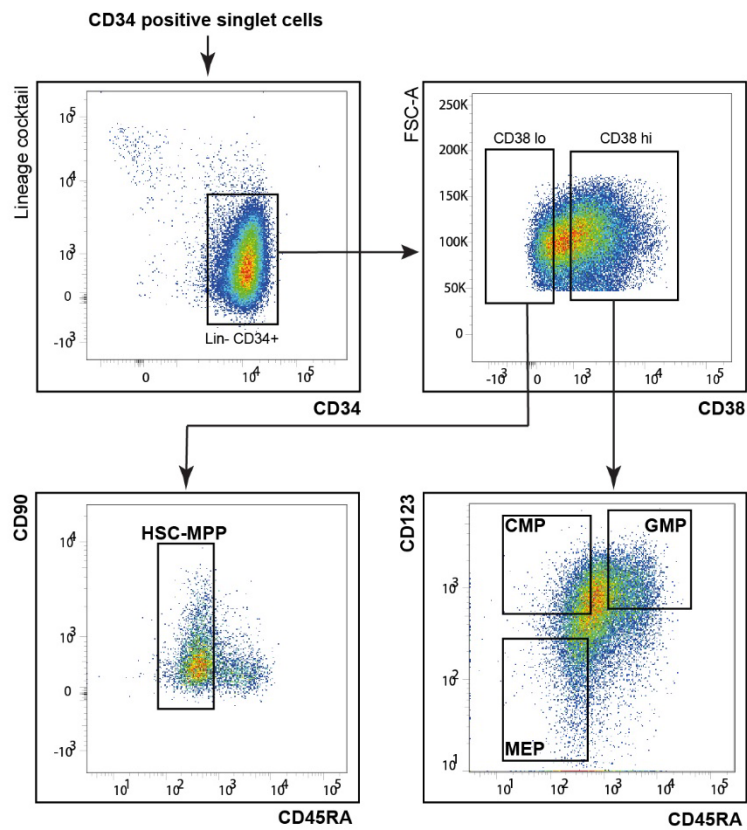 CD34 positive singlet cells
Lineage cocktail
10^5
10^4
10^3
0
-10^3
Lin- CD34+
0
10^4
10^5
CD34
FSC-A
250K
200K
150K
100K
50K
0
CD38 lo
CD38 hi
-10^3
0
10^3
10^4
10^5
CD38
CD90
10^4
10^3
0
-10^3
HSC-MPP
10^1
10^2
10^3
10^4
10^5
CD45RA
CD123
10^3
10^2
10^1
CMP
GMP
MEP
10^1
10^2
10^3
10^4
10^5
CD45RA